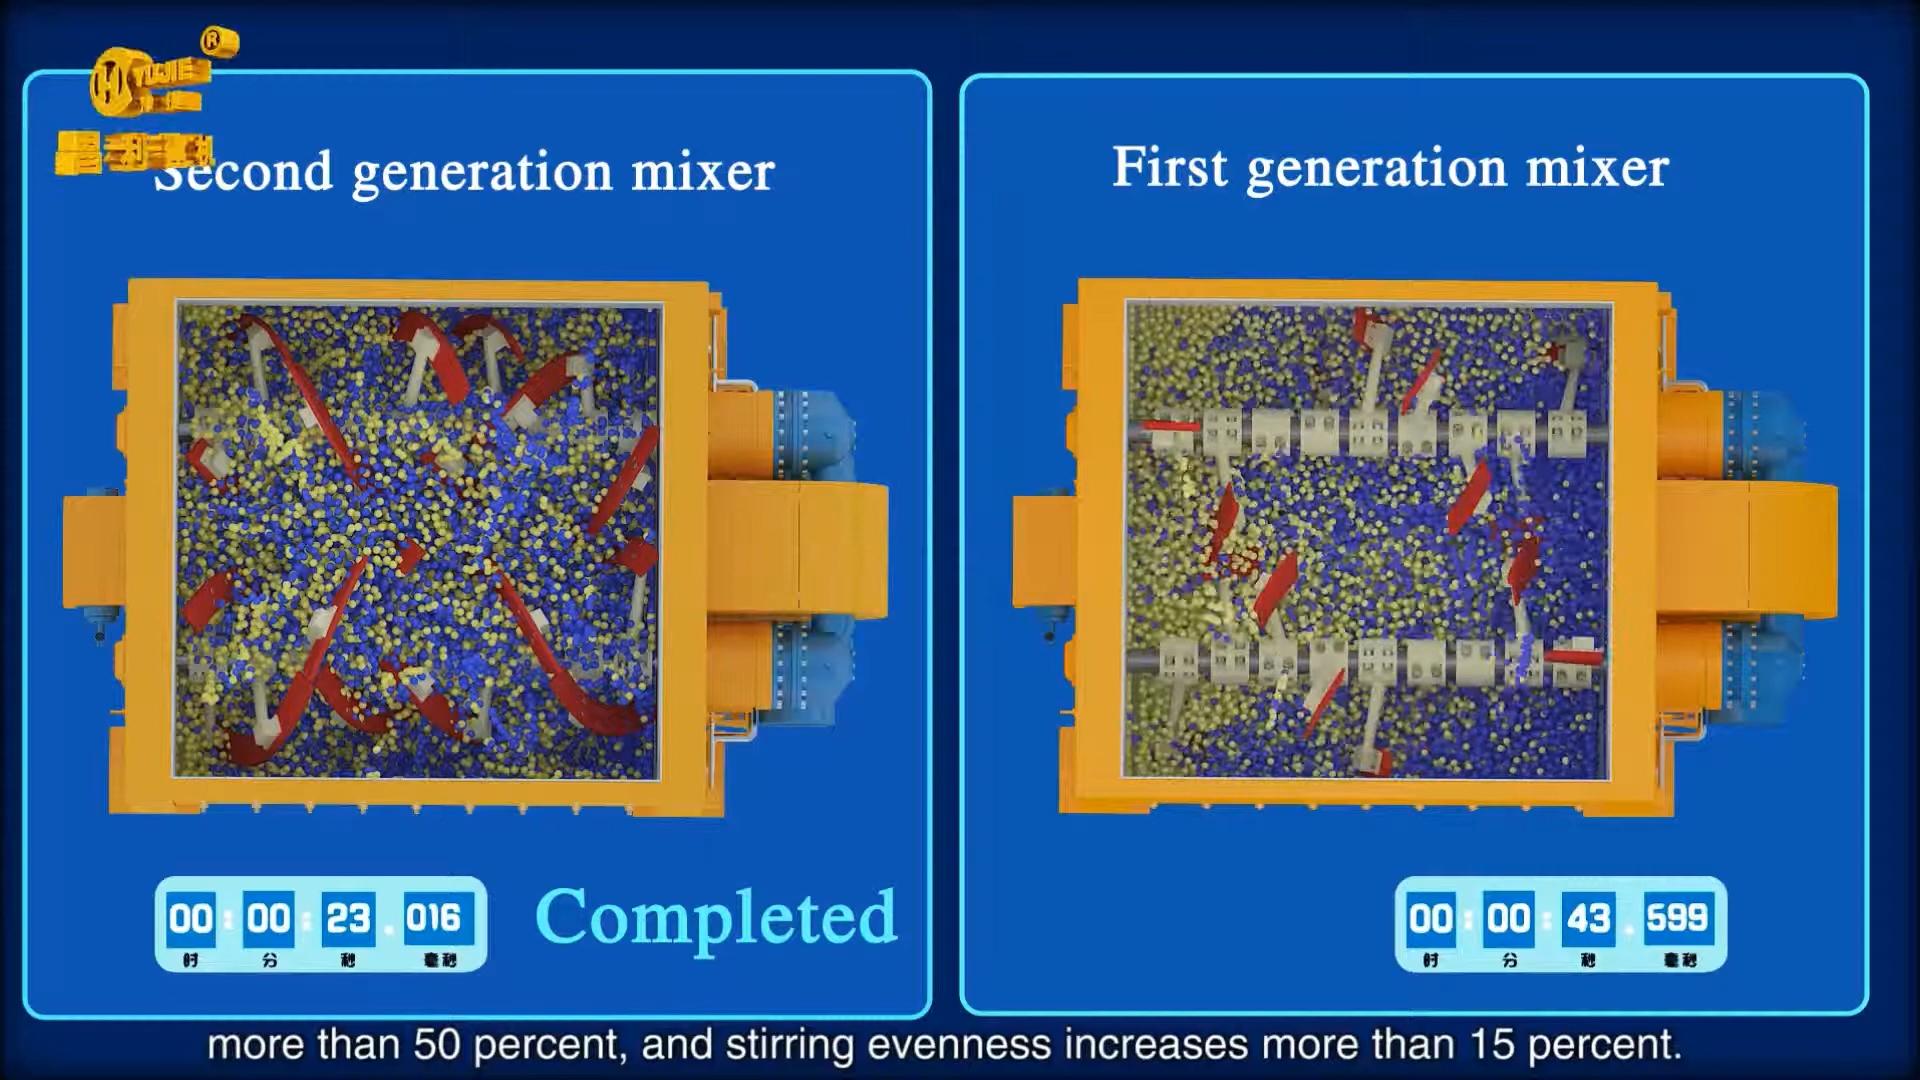 ®
YUJIE
Second generation mixer
First generation mixer
00 : 00 : 23 . 016
时 分 秒 毫秒
Completed
00 : 00 : 43 . 599
时 分 秒 毫秒
more than 50 percent, and stirring evenness increases more than 15 percent.